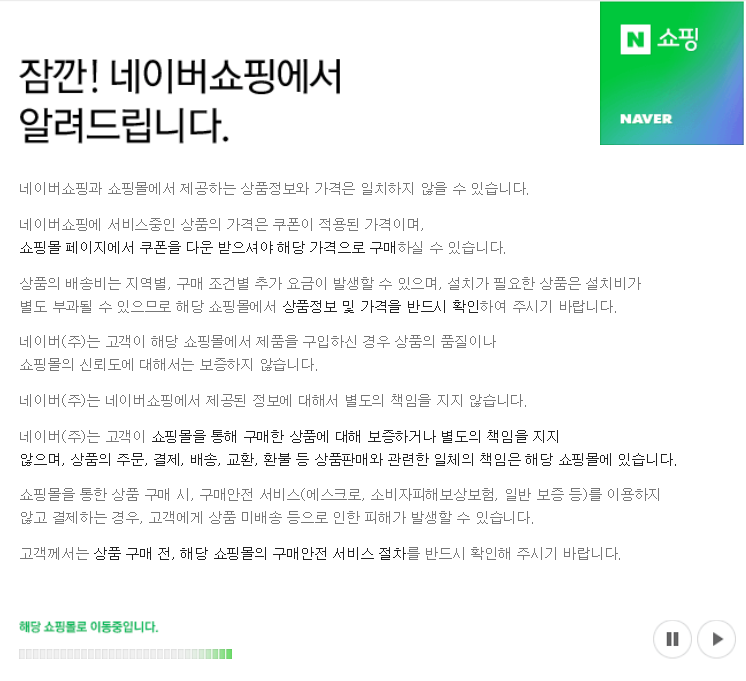 잠깐! 네이버쇼핑에서
알려드립니다.
N 쇼핑
NAVER
네이버쇼핑과 쇼핑몰에서 제공하는 상품정보와 가격은 일치하지 않을 수 있습니다.
네이버쇼핑에 서비스중인 상품의 가격은 쿠폰이 적용된 가격이며,
쇼핑몰 페이지에서 쿠폰을 다운 받으셔야 해당 가격으로 구매하실 수 있습니다.
상품의 배송비는 지역별, 구매 조건별 추가 요금이 발생할 수 있으며, 설치가 필요한 상품은 설치비가
별도 부과될 수 있으므로 해당 쇼핑몰에서 상품정보 및 가격을 반드시 확인하여 주시기 바랍니다.
네이버(주)는 고객이 해당 쇼핑몰에서 제품을 구입하신 경우 상품의 품질이나
쇼핑몰의 신뢰도에 대해서는 보증하지 않습니다.
네이버(주)는 네이버쇼핑에서 제공된 정보에 대해서 별도의 책임을 지지 않습니다.
네이버(주)는 고객이 쇼핑몰을 통해 구매한 상품에 대해 보증하거나 별도의 책임을 지지
않으며, 상품의 주문, 결제, 배송, 교환, 환불 등 상품판매와 관련한 일체의 책임은 해당 쇼핑몰에 있습니다.
쇼핑몰을 통한 상품 구매 시, 구매안전 서비스(에스크로, 소비자피해보상보험, 일반 보증 등)를 이용하지
않고 결제하는 경우, 고객에게 상품 미배송 등으로 인한 피해가 발생할 수 있습니다.
고객께서는 상품 구매 전, 해당 쇼핑몰의 구매안전 서비스 절차를 반드시 확인해 주시기 바랍니다.
해당 쇼핑몰로 이동중입니다.